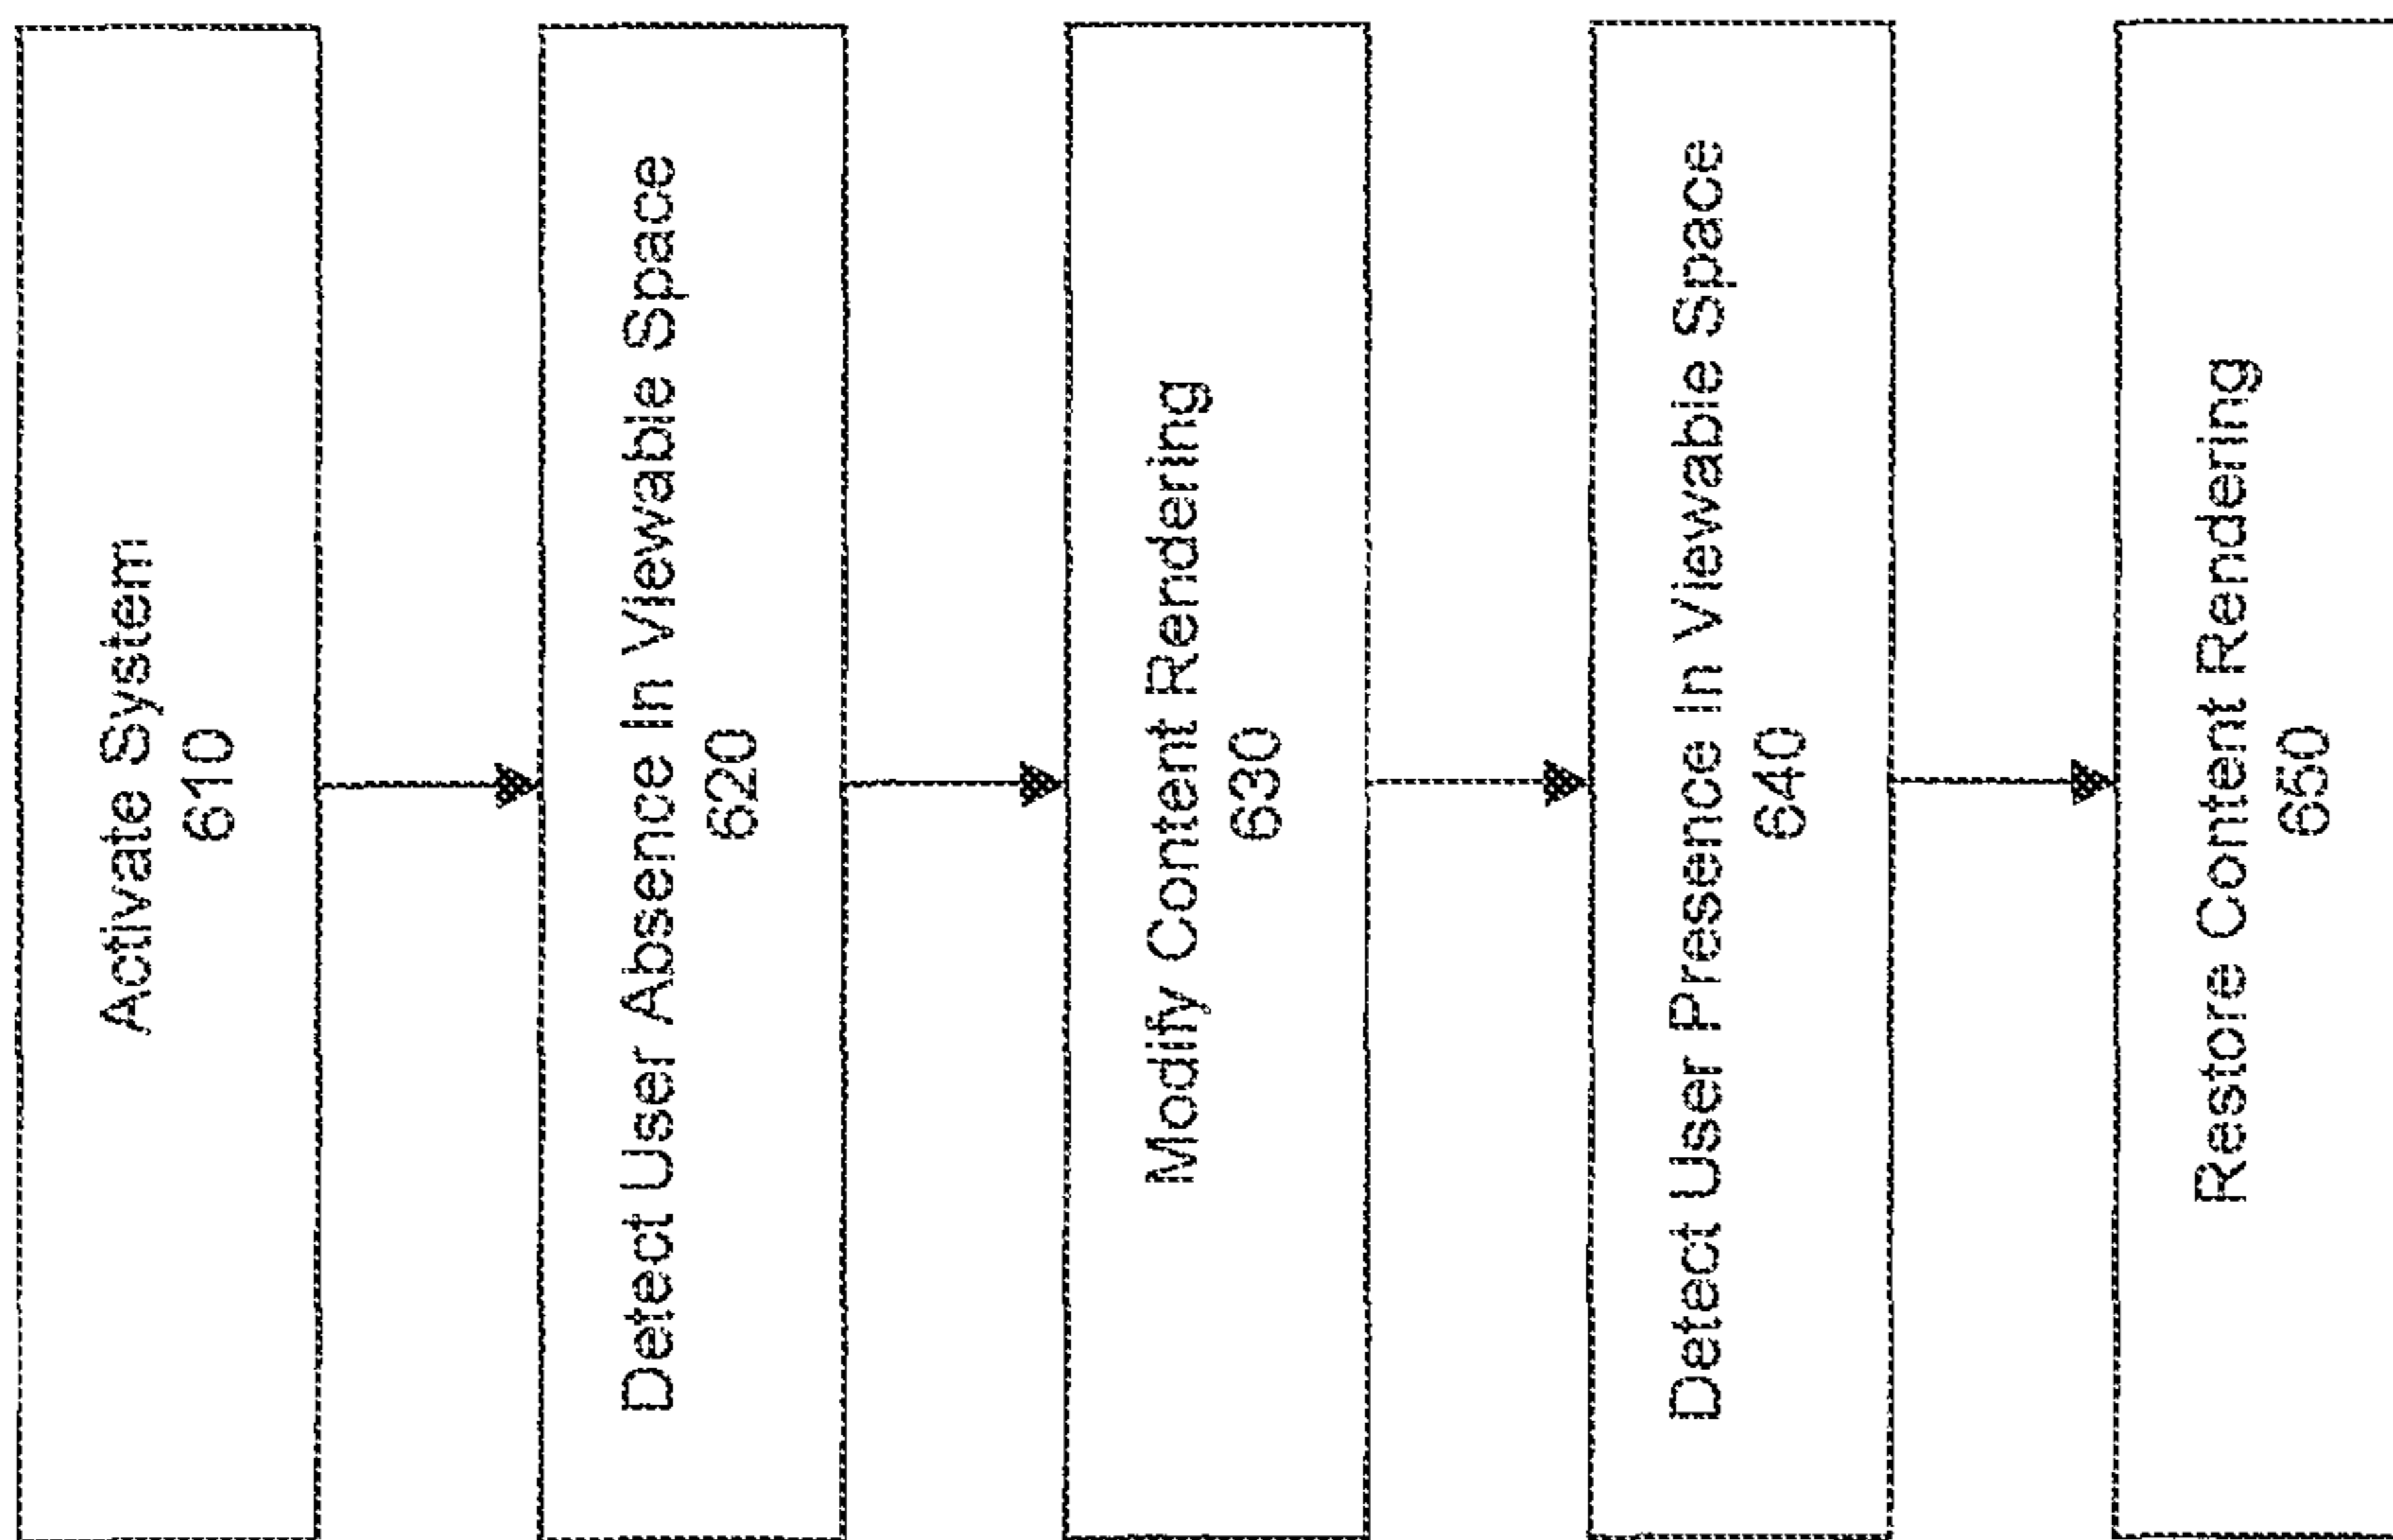 Activate System
610
Detect User Absence In Viewable Space
620
Modify Content Rendering
630
Detect User Presence In Viewable Space
640
Restore Content Rendering
650